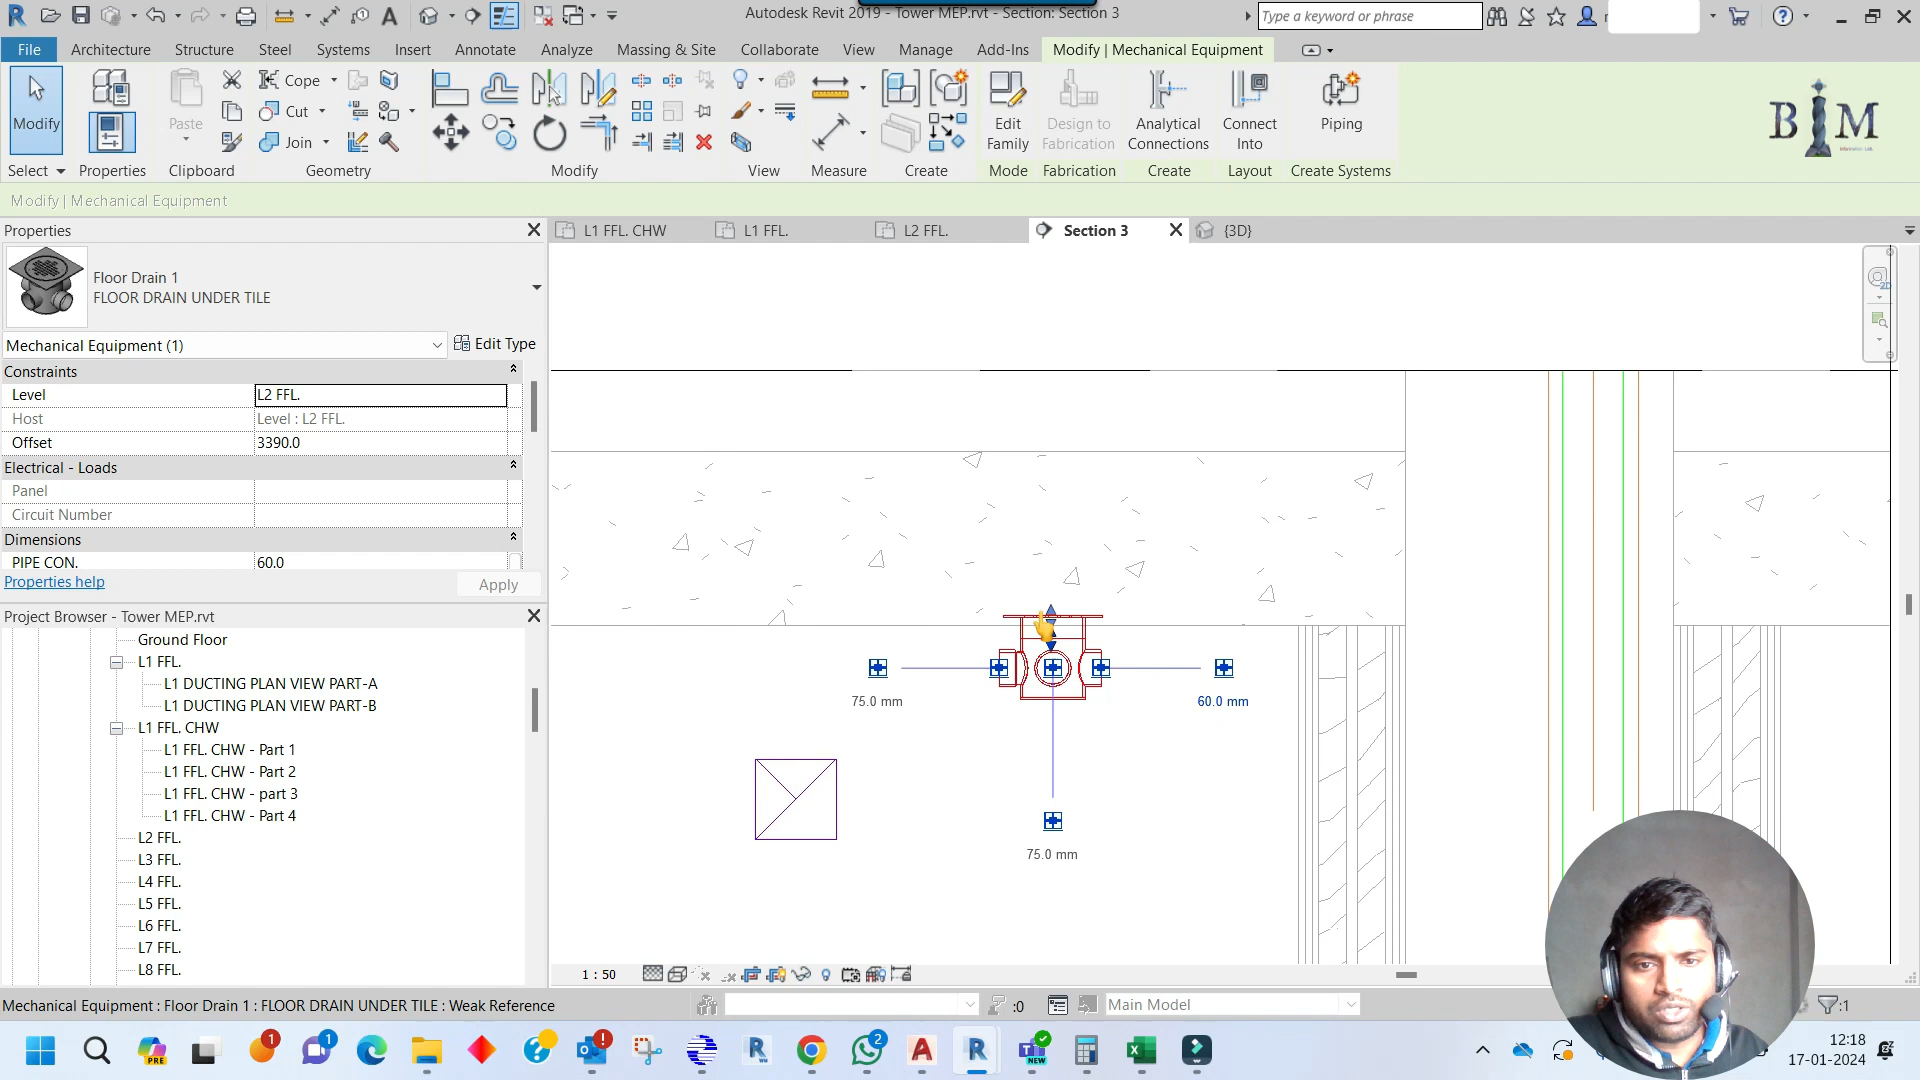 Autodesk Revit 2019 - Tower MEP.rvt - Section: Section 3
Type a keyword or phrase
File Architecture Structure Steel Systems Insert Annotate Analyze Massing & Site Collaborate View Manage Add-Ins Modify | Mechanical Equipment
Modify
Paste
Cope
Cut
Join
Edit
Family
Design to
Fabrication
Analytical
Connections
Connect
Into
Piping
BIM
Select Properties Clipboard Geometry Modify View Measure Create Mode Fabrication Create Layout Create Systems
Modify | Mechanical Equipment
Properties
L1 FFL. CHW L1 FFL. L2 FFL. Section 3 {3D}
Floor Drain 1
FLOOR DRAIN UNDER TILE
Mechanical Equipment (1)
Edit Type
Constraints
Level L2 FFL.
Host Level : L2 FFL.
Offset 3390.0
Electrical - Loads
Panel
Circuit Number
Dimensions
PIPE CON. 60.0
Properties help
Apply
Project Browser - Tower MEP.rvt
Ground Floor
L1 FFL.
L1 DUCTING PLAN VIEW PART-A
L1 DUCTING PLAN VIEW PART-B
L1 FFL. CHW
L1 FFL. CHW - Part 1
L1 FFL. CHW - Part 2
L1 FFL. CHW - part 3
L1 FFL. CHW - Part 4
L2 FFL.
L3 FFL.
L4 FFL.
L5 FFL.
L6 FFL.
L7 FFL.
L8 FFL.
75.0 mm
60.0 mm
75.0 mm
2D
1 : 50
Mechanical Equipment : Floor Drain 1 : FLOOR DRAIN UNDER TILE : Weak Reference
:0
Main Model
:1
PRE
1
1
2
NEW
12:18
17-01-2024